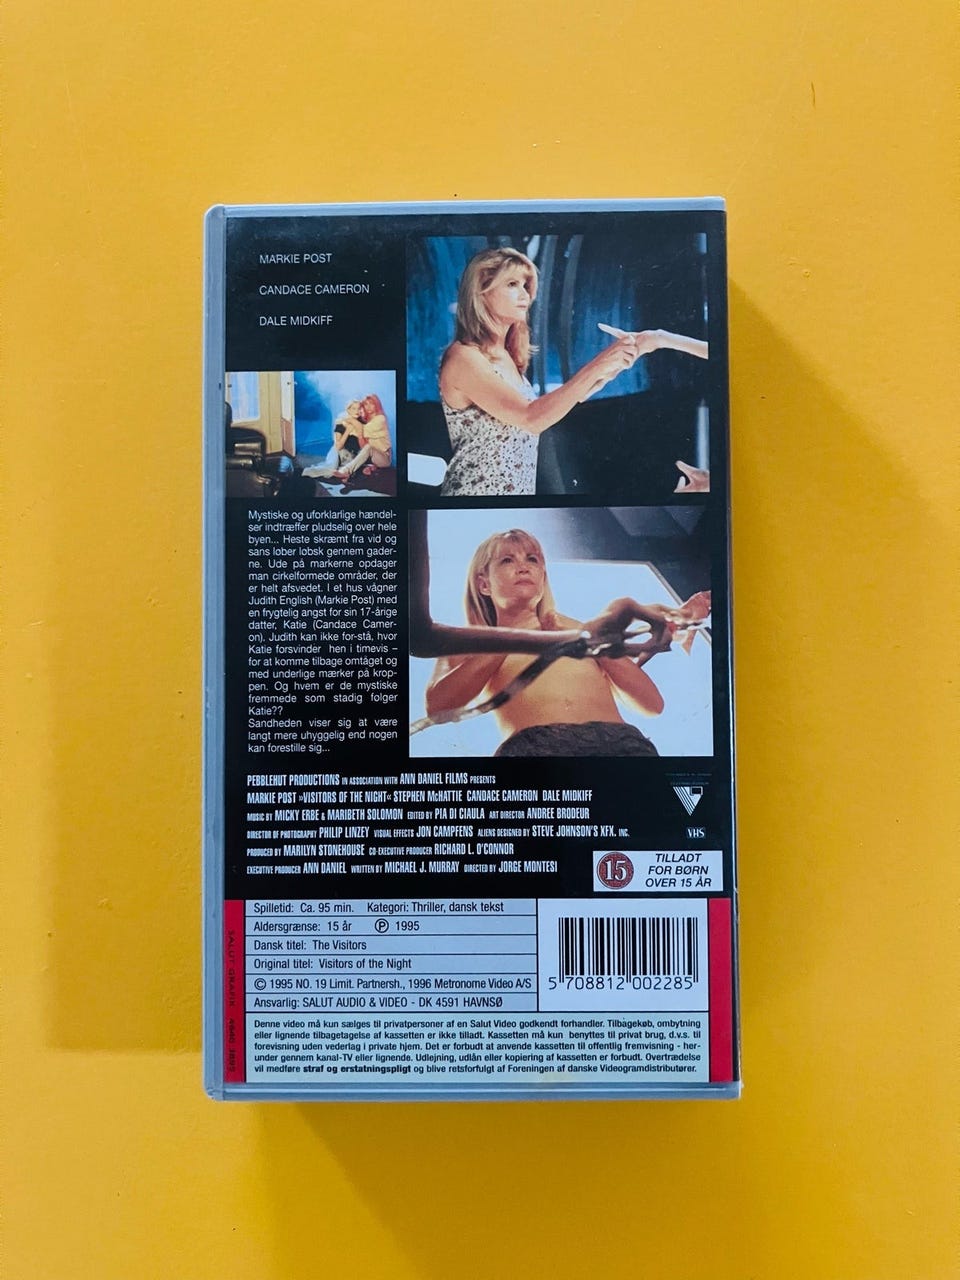 MARKIE POST
CANDACE CAMERON
DALE MIDKIFF
Mystiske og uforklarlige hændel-
ser indtræffer pludselig over hele
byen... Heste skræmt fra vid og
sans løber løbsk gennem gader-
ne. Ude på markerne opdager
man cirkelformede områder, der
er helt afsvedet. I et hus vågner
Judith English (Markie Post) med
en frygtelig angst for sin 17-årige
datter, Katie (Candace Camer-
on). Judith kan ikke for-stå, hvor
Katie forsvinder hen i timevis –
for at komme tilbage omtåget og
med underlige mærker på krop-
pen. Og hvem er de mystiske
fremmede som stadig følger
Katie??
Sandheden viser sig at være
langt mere uhyggelig end nogen
kan forestille sig...
PEBBLEHUT PRODUCTIONS IN ASSOCIATION WITH ANN DANIEL FILMS PRESENTS
MARKIE POST »VISITORS OF THE NIGHT« STEPHEN McHATTIE CANDACE CAMERON DALE MIDKIFF
MUSIC BY MICKY ERBE & MARIBETH SOLOMON EDITED BY PIA DI CIAULA ART DIRECTOR ANDREE BRODEUR
DIRECTOR OF PHOTOGRAPHY PHILIP LINZEY VISUAL EFFECTS JON CAMPFENS ALIENS DESIGNED BY STEVE JOHNSON'S XFX, INC.
PRODUCED BY MARILYN STONEHOUSE CO-EXECUTIVE PRODUCER RICHARD L. O'CONNOR
EXECUTIVE PRODUCER ANN DANIEL WRITTEN BY MICHAEL J. MURRAY DIRECTED BY JORGE MONTESI
VHS
15
TILLADT
FOR BØRN
OVER 15 ÅR
Spilletid: Ca. 95 min. Kategori: Thriller, dansk tekst
Aldersgrænse: 15 år Ⓟ 1995
Dansk titel: The Visitors
Original titel: Visitors of the Night
© 1995 NO. 19 Limit. Partnersh., 1996 Metronome Video A/S
Ansvarlig: SALUT AUDIO & VIDEO - DK 4591 HAVNSØ
5 708812 002285
SALUT GRAFIK
Denne video må kun sælges til privatpersoner af en Salut Video godkendt forhandler. Tilbagekøb, ombytning
eller lignende tilbagetagelse af kassetten er ikke tilladt. Kassetten må kun benyttes til privat brug, d.v.s. til
forevisning uden vederlag i private hjem. Det er forbudt at anvende kassetten til offentlig fremvisning - her-
under gennem kanal-TV eller lignende. Udlejning, udlån eller kopiering af kassetten er forbudt. Overtrædelse
vil medføre straf og erstatningspligt og blive retsforfulgt af Foreningen af danske Videogramdistributører.